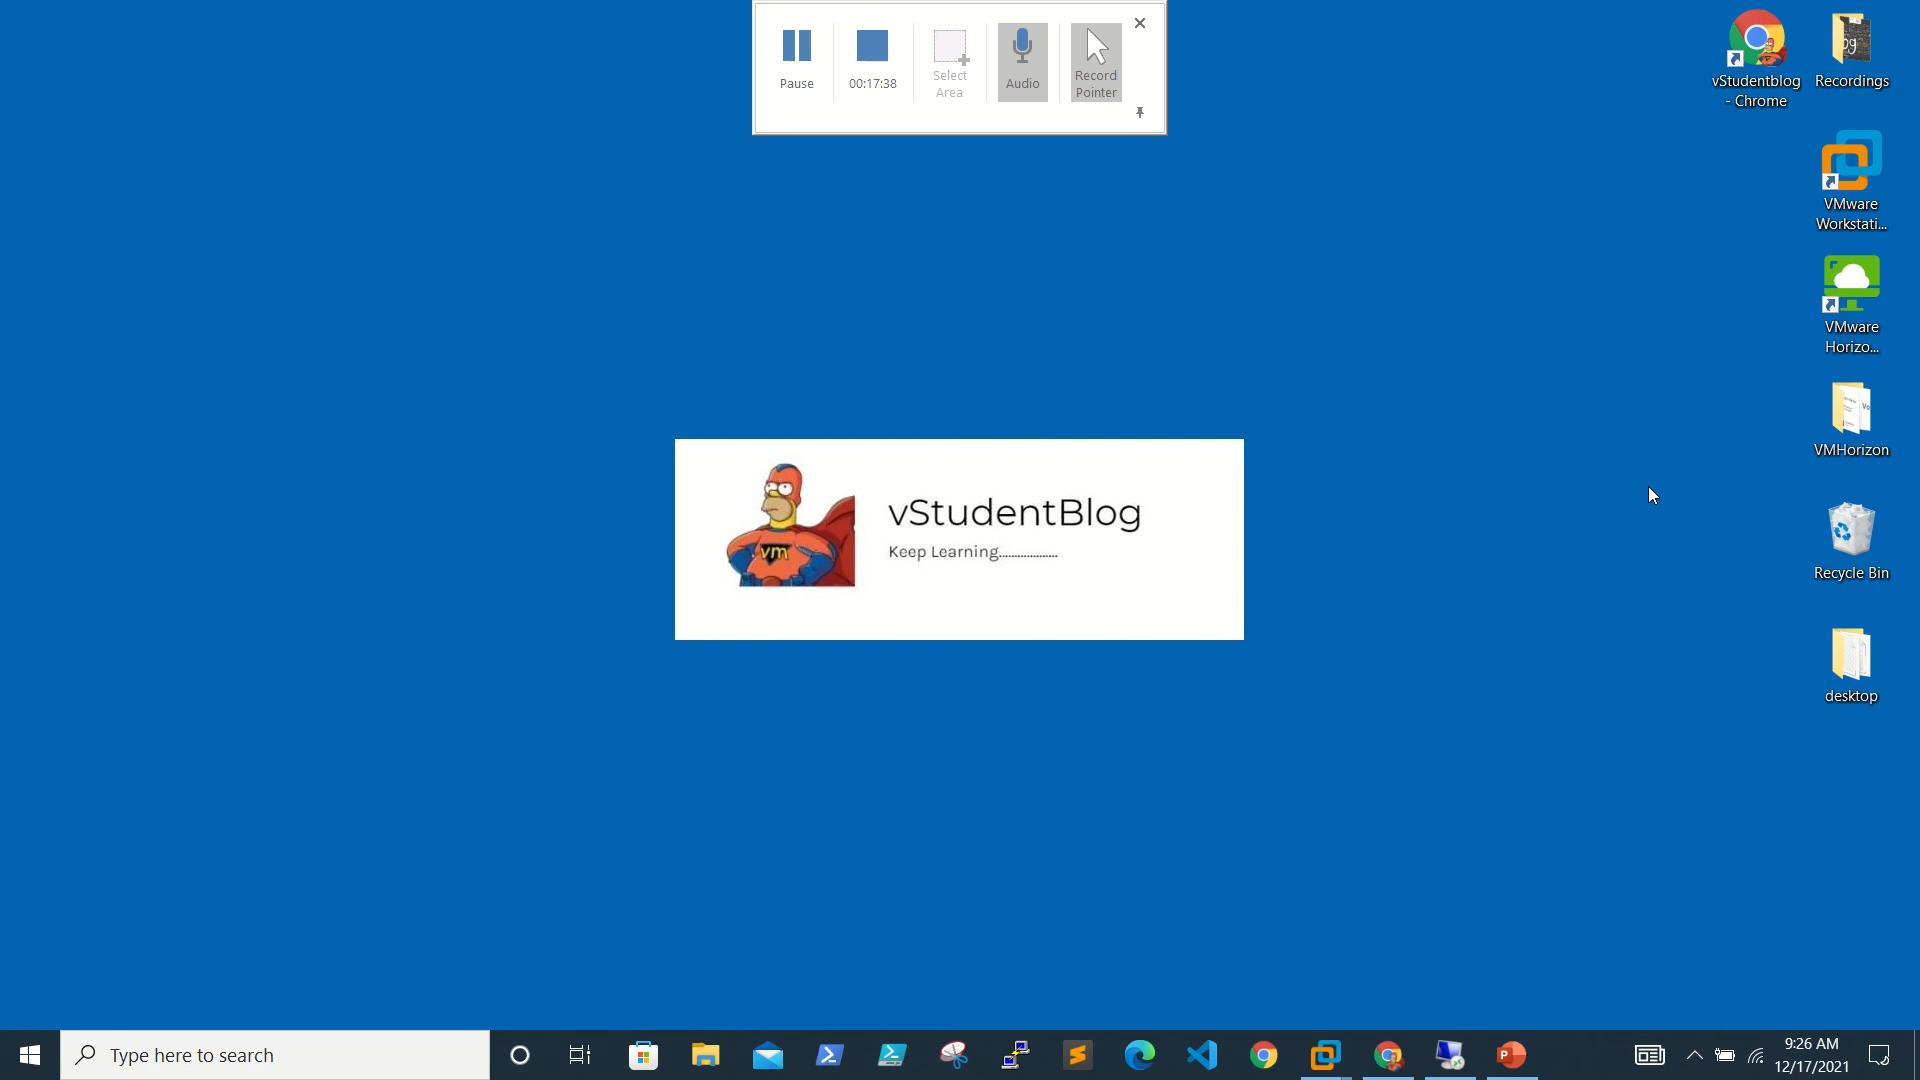 Pause
00:17:38
Select
Area
Audio
Record
Pointer
vStudentblog
- Chrome
Recordings
VMware
Workstati...
VMware
Horizo...
VMHorizon
Recycle Bin
desktop
vm
vStudentBlog
Keep Learning...................
Type here to search
9:26 AM
12/17/2021